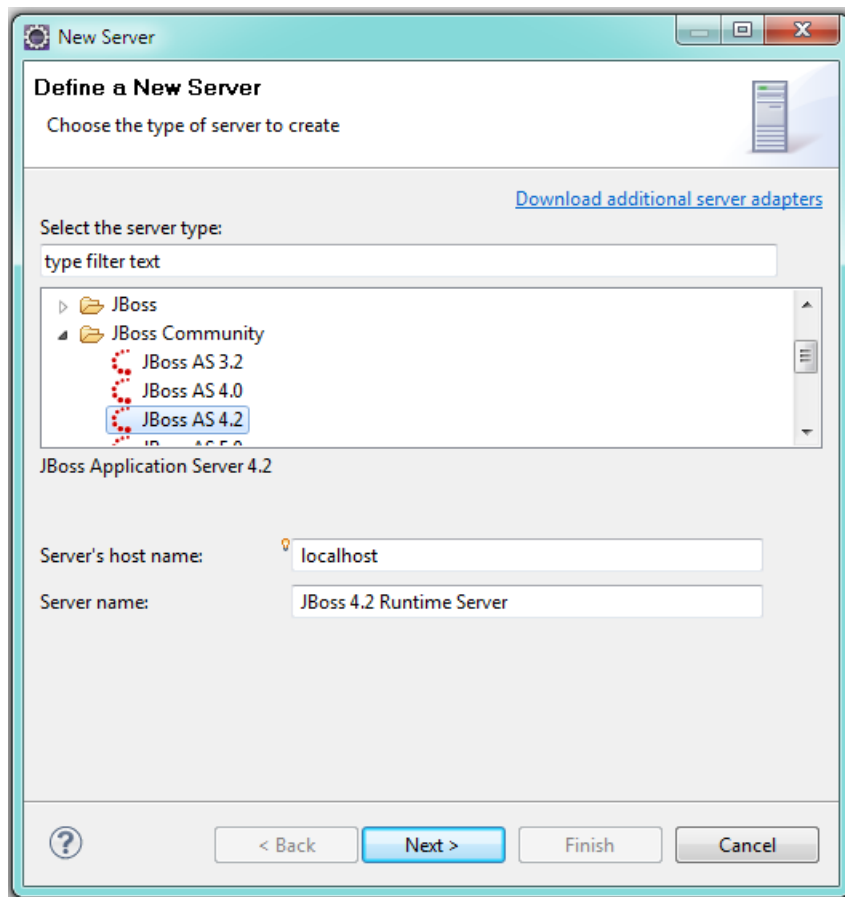 New Server
Define a New Server
Choose the type of server to create
Download additional server adapters
Select the server type:
type filter text
JBoss
JBoss Community
JBoss AS 3.2
JBoss AS 4.0
JBoss AS 4.2
JBoss Application Server 4.2
Server's host name: localhost
Server name: JBoss 4.2 Runtime Server
< Back Next > Finish Cancel